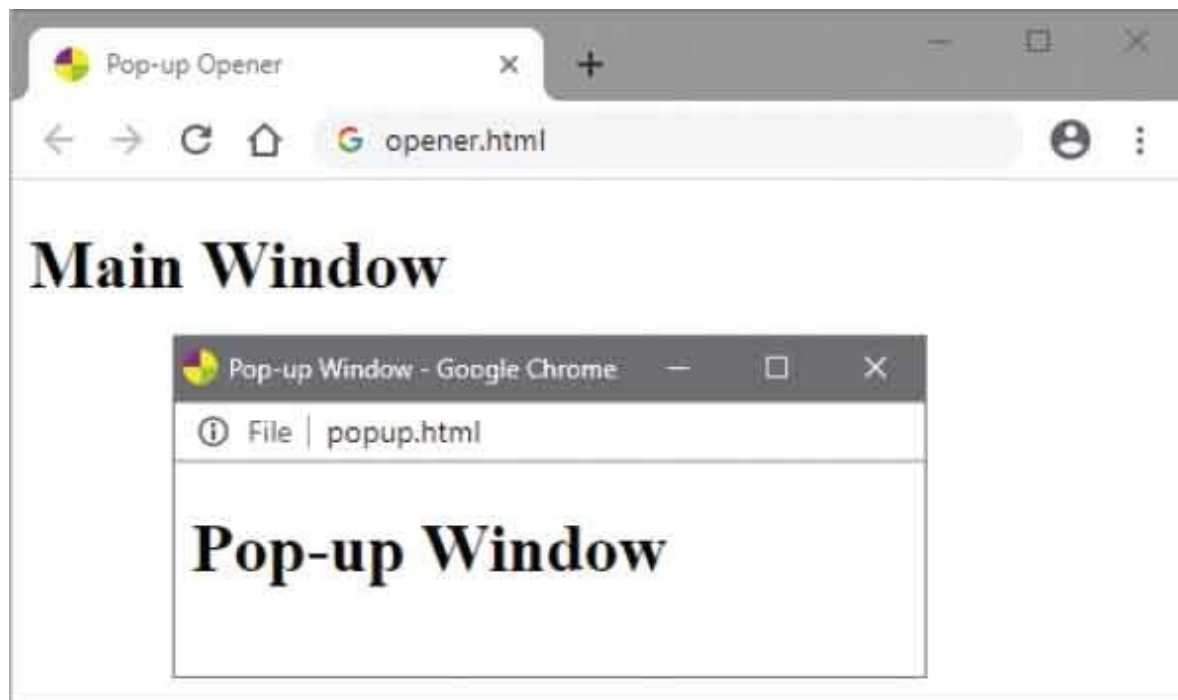 Pop-up Opener
opener.html
Main Window
Pop-up Window - Google Chrome
File popup.html
Pop-up Window